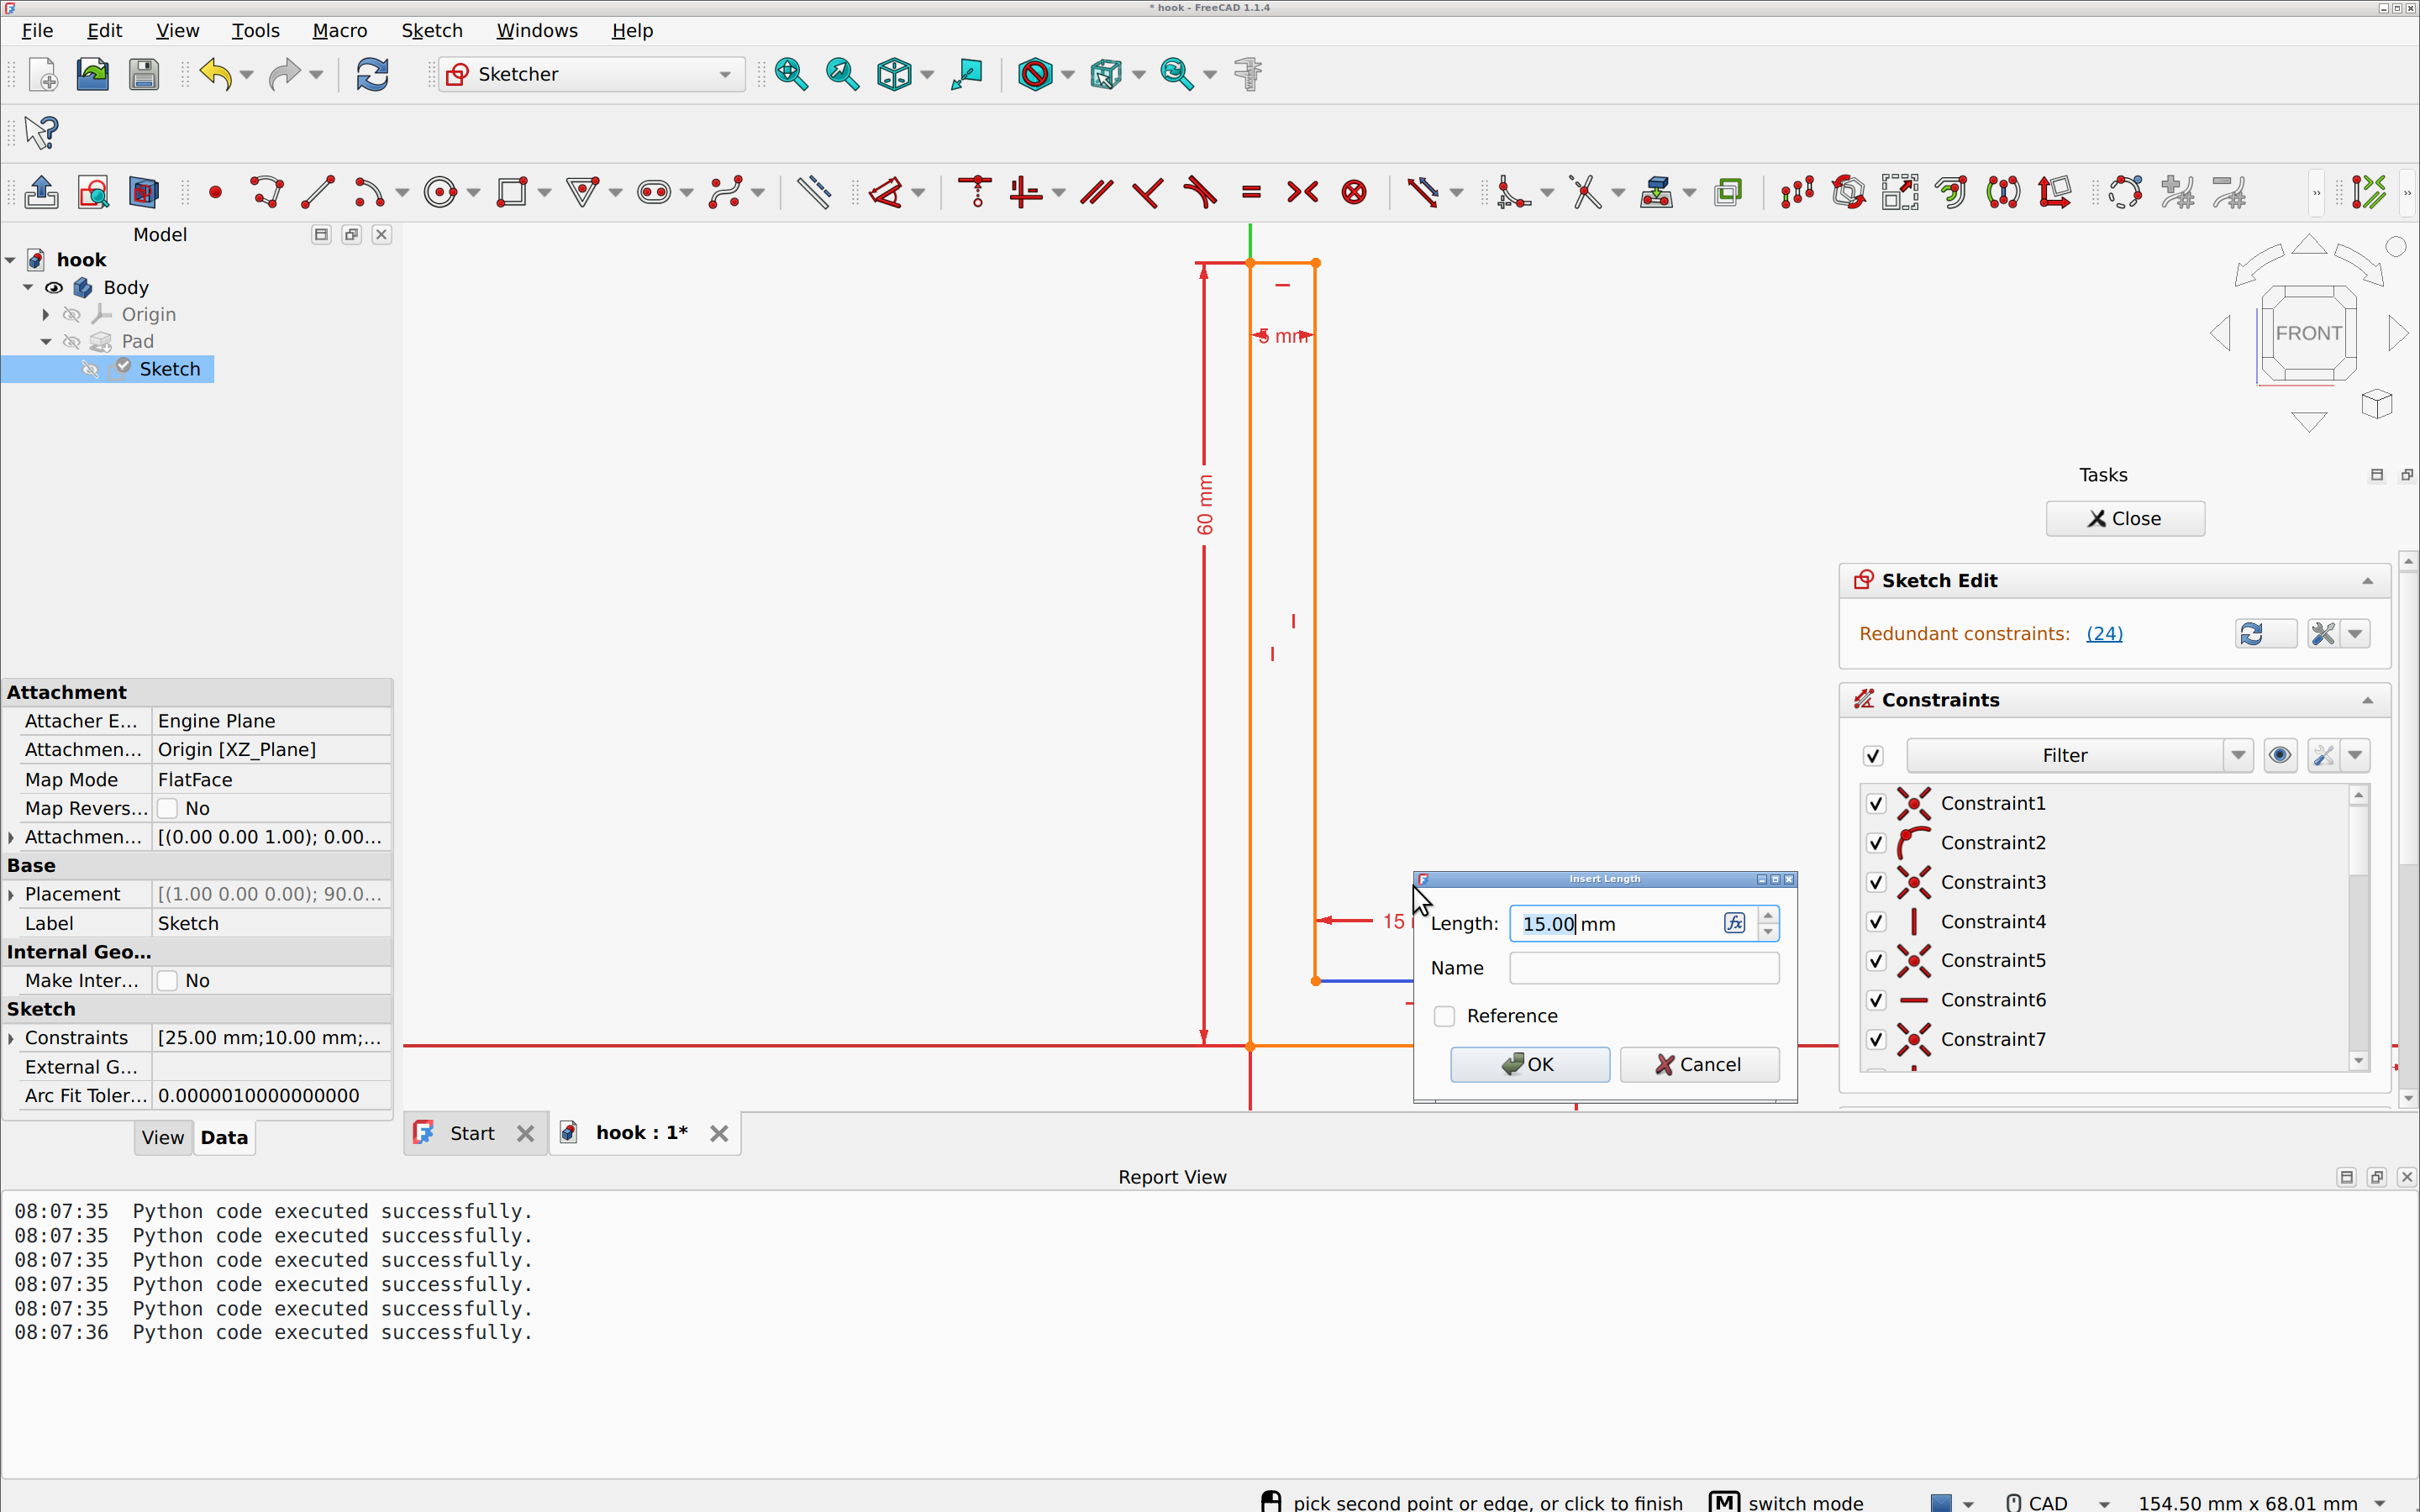 * hook - FreeCAD 1.1.4
File Edit View Tools Macro Sketch Windows Help
Sketcher
Model
hook
Body
Origin
Pad
Sketch
FRONT
5 mm
60 mm
15
Tasks
Close
Sketch Edit
Redundant constraints: (24)
Constraints
Filter
Constraint1
Constraint2
Constraint3
Constraint4
Constraint5
Constraint6
Constraint7
Insert Length
Length: 15.00 mm
Name
Reference
OK Cancel
Attachment
Attacher E... Engine Plane
Attachmen... Origin [XZ_Plane]
Map Mode FlatFace
Map Revers... No
Attachmen... [(0.00 0.00 1.00); 0.00...
Base
Placement [(1.00 0.00 0.00); 90.0...
Label Sketch
Internal Geo...
Make Inter... No
Sketch
Constraints [25.00 mm;10.00 mm;...
External G...
Arc Fit Toler... 0.0000010000000000
View Data
Start hook : 1*
Report View
08:07:35 Python code executed successfully.
08:07:35 Python code executed successfully.
08:07:35 Python code executed successfully.
08:07:35 Python code executed successfully.
08:07:35 Python code executed successfully.
08:07:36 Python code executed successfully.
pick second point or edge, or click to finish M switch mode CAD 154.50 mm x 68.01 mm